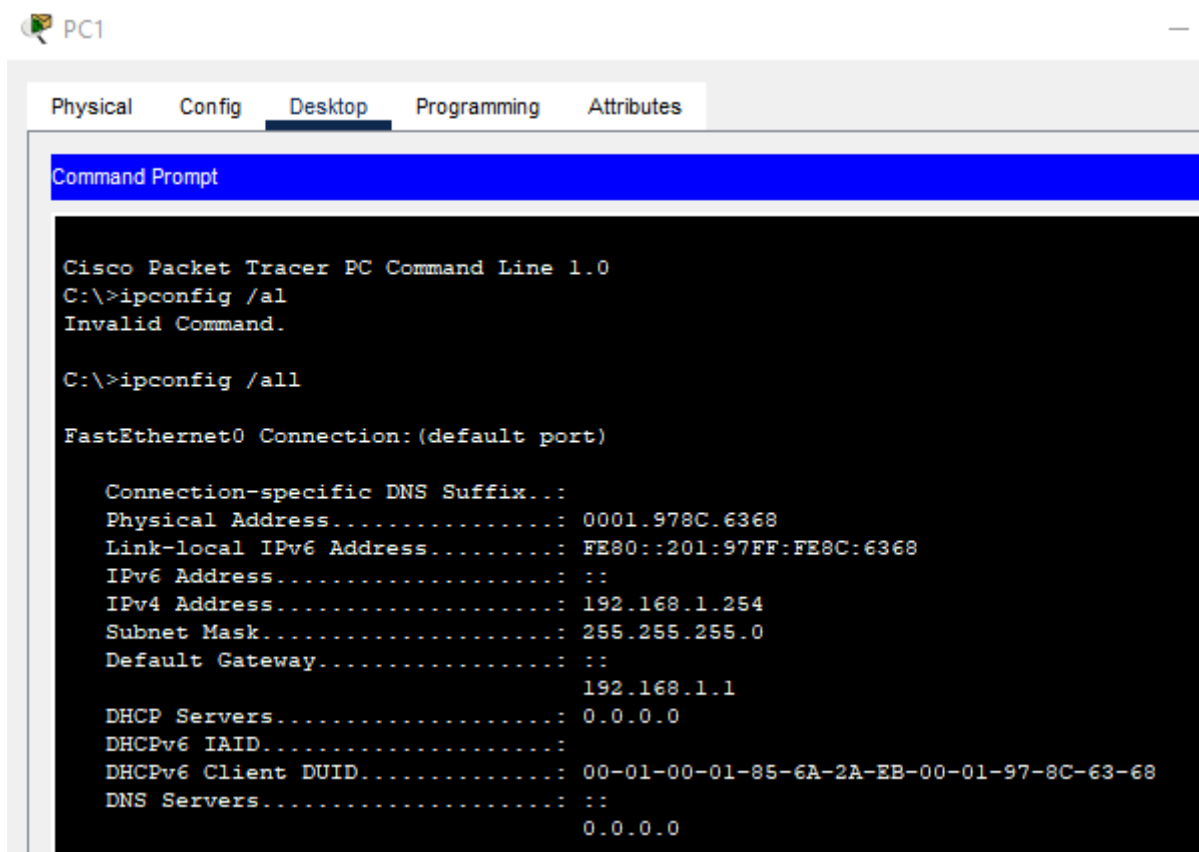 PC1
Physical Config Desktop Programming Attributes
Command Prompt
Cisco Packet Tracer PC Command Line 1.0
C:\>ipconfig /al
Invalid Command.
C:\>ipconfig /all
FastEthernet0 Connection:(default port)
Connection-specific DNS Suffix..:
Physical Address................: 0001.978C.6368
Link-local IPv6 Address.........: FE80::201:97FF:FE8C:6368
IPv6 Address....................: ::
IPv4 Address....................: 192.168.1.254
Subnet Mask.....................: 255.255.255.0
Default Gateway.................: ::
192.168.1.1
DHCP Servers....................: 0.0.0.0
DHCPv6 IAID.....................:
DHCPv6 Client DUID..............: 00-01-00-01-85-6A-2A-EB-00-01-97-8C-63-68
DNS Servers.....................: ::
0.0.0.0